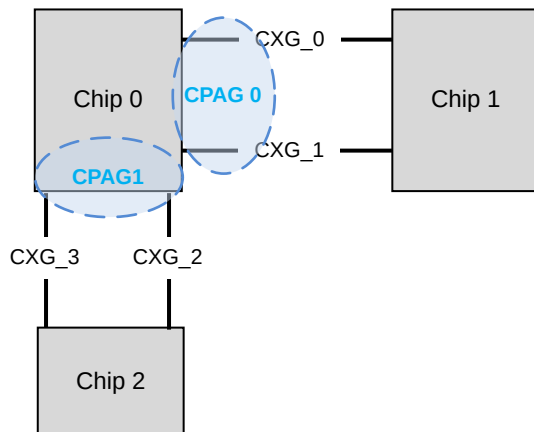 CXG_0
Chip 0
CPAG 0
Chip 1
CXG_1
CPAG1
CXG_3
CXG_2
Chip 2